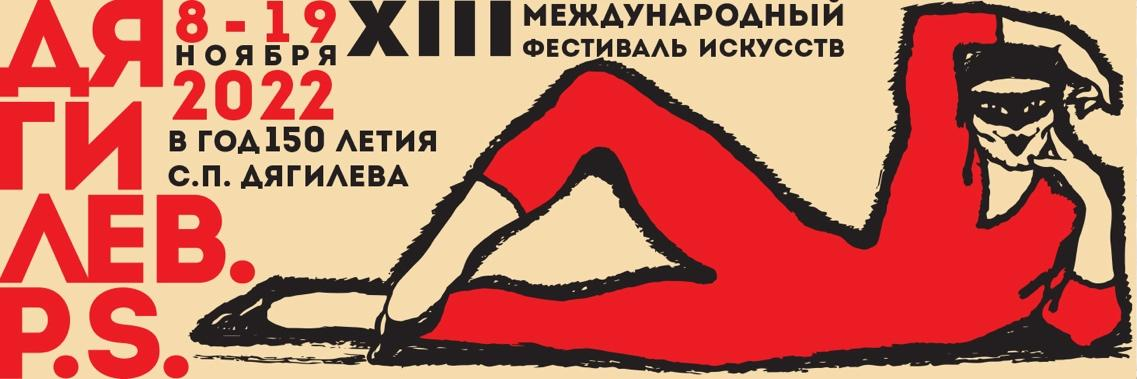 ДЯ
ГИ
ЛЕВ.
P.S.
8-19
НОЯБРЯ
2022
В ГОД 150 ЛЕТИЯ
С.П. ДЯГИЛЕВА
XIII
МЕЖДУНАРОДНЫЙ
ФЕСТИВАЛЬ ИСКУССТВ